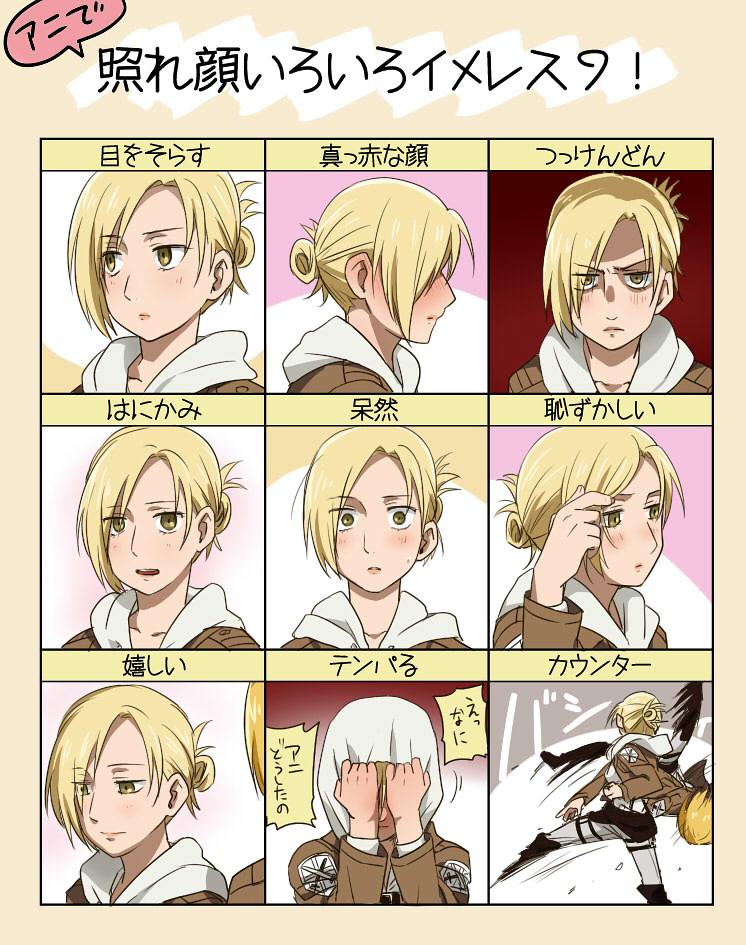 アニで
照れ顔いろいろイメレス９！
目をそらす
真っ赤な顔
つっけんどん
はにかみ
呆然
恥ずかしい
嬉しい
テンパる
カウンター
えっ
なに
アニ
どうしたの
バシッ